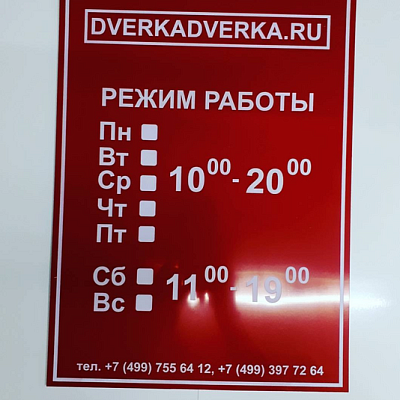 DVERKADVERKA.RU
РЕЖИМ РАБОТЫ
Пн
Вт
Ср 10⁰⁰- 20⁰⁰
Чт
Пт
Сб
Вс 11⁰⁰- 19⁰⁰
тел. +7 (499) 755 64 12, +7 (499) 397 72 64